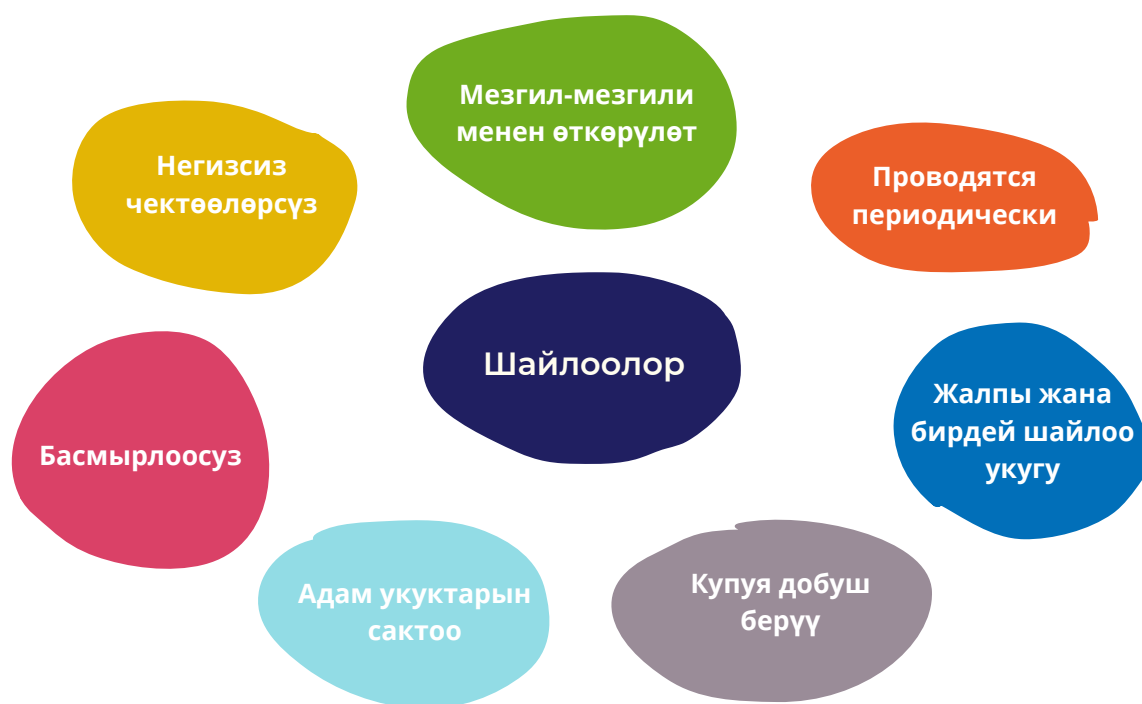 Мезгил-мезгили
менен өткөрүлөт
Негизсиз
чектөөлөрсүз
Проводятся
периодически
Шайлоолор
Жалпы жана
бирдей шайлоо
укугу
Басмырлоосуз
Адам укуктарын
сактоо
Купуя добуш
берүү